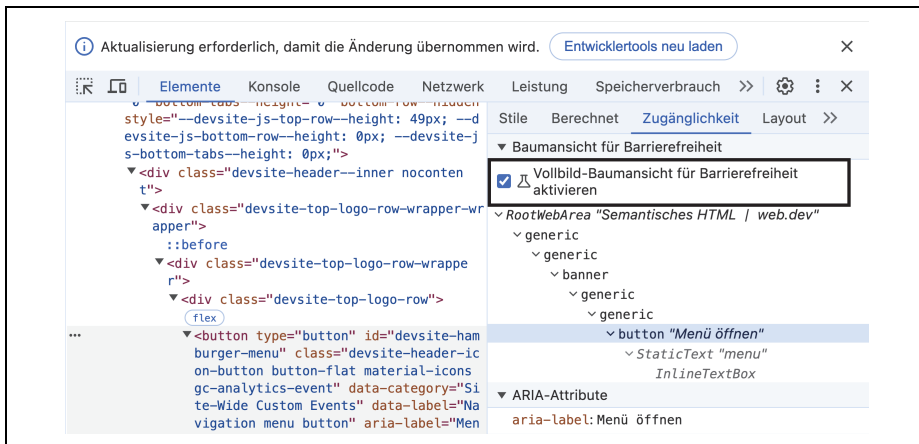 Aktualisierung erforderlich, damit die Änderung übernommen wird. Entwicklertools neu laden
Elemente Konsole Quellcode Netzwerk Leistung Speicherverbrauch
style="--devsite-js-top-row--height: 49px; --d
evsite-js-bottom-row--height: 0px; --devsite-j
s-bottom-tabs--height: 0px;">
<div class="devsite-header--inner noconten
t">
<div class="devsite-top-logo-row-wrapper-wr
apper">
::before
<div class="devsite-top-logo-row-wrappe
r">
<div class="devsite-top-logo-row">
flex
<button type="button" id="devsite-ham
burger-menu" class="devsite-header-ic
on-button button-flat material-icons
gc-analytics-event" data-category="Si
te-Wide Custom Events" data-label="Na
vigation menu button" aria-label="Men
Stile Berechnet Zugänglichkeit Layout
Baumansicht für Barrierefreiheit
Vollbild-Baumansicht für Barrierefreiheit
aktivieren
RootWebArea "Semantisches HTML | web.dev"
generic
generic
banner
generic
generic
button "Menü öffnen"
StaticText "menu"
InlineTextBox
ARIA-Attribute
aria-label: Menü öffnen